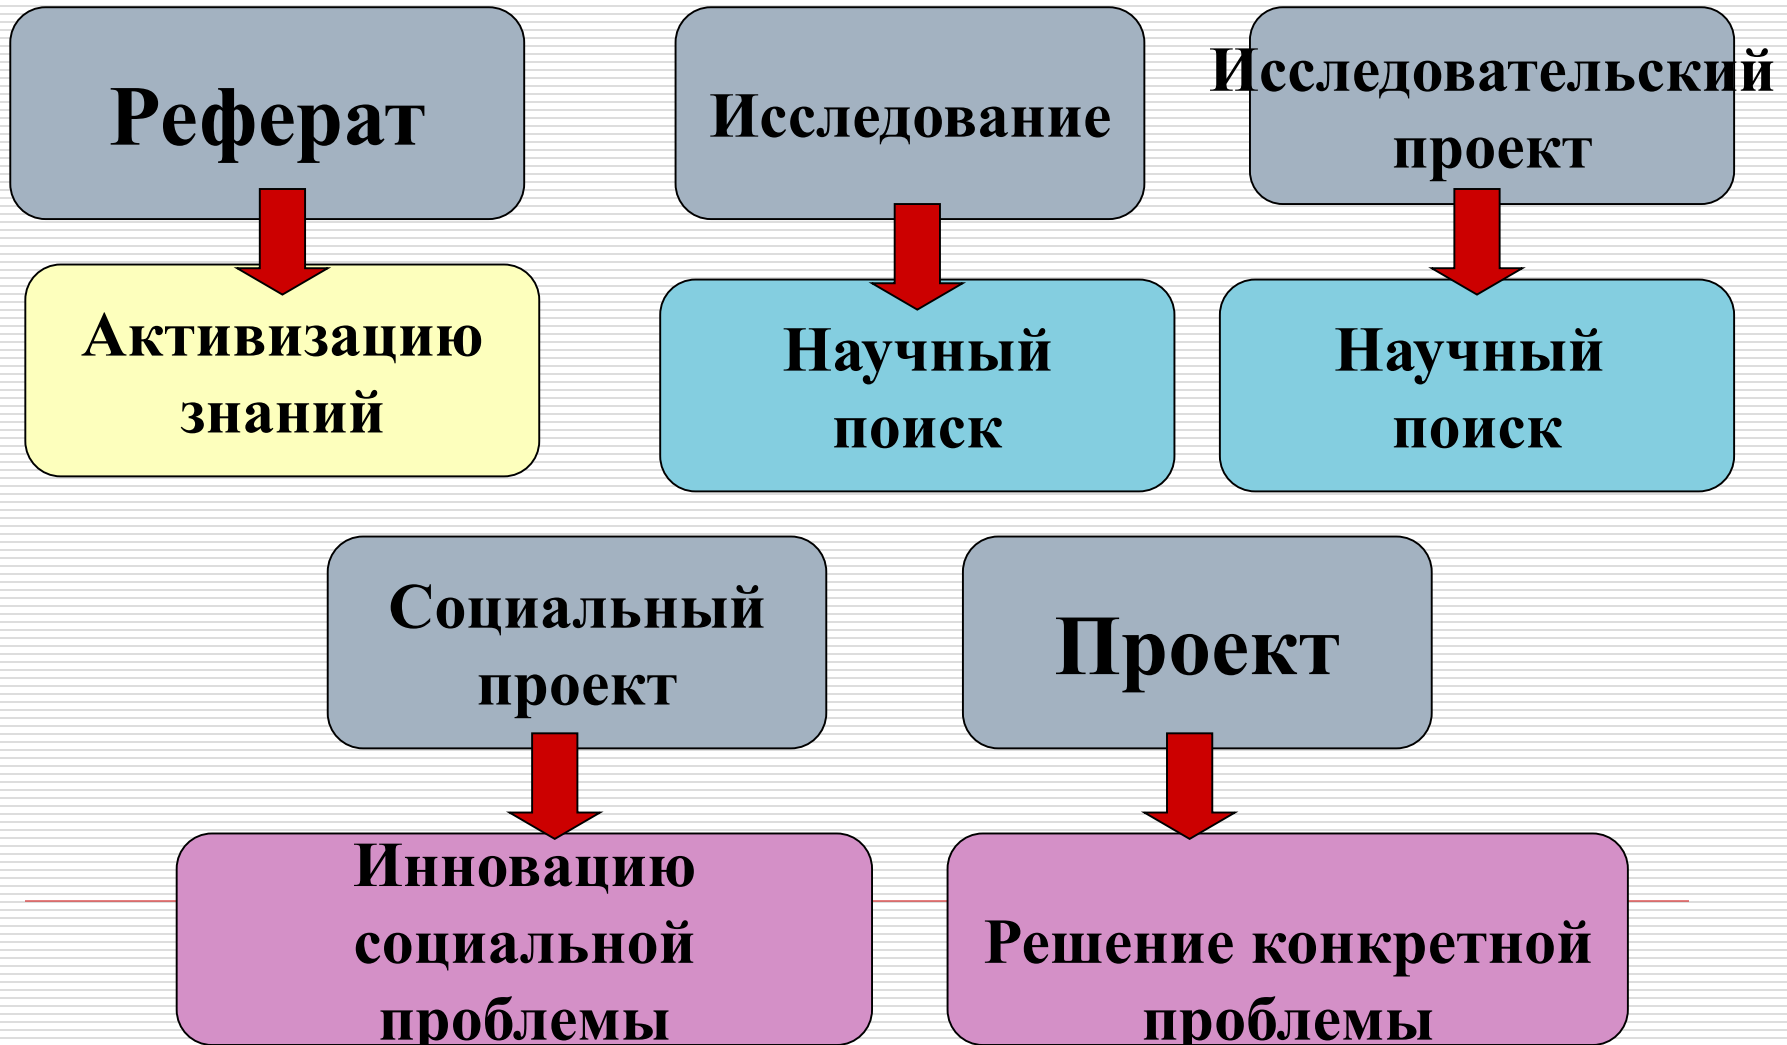 Реферат
Исследование
Исследовательский
проект
Активизацию
знаний
Научный
поиск
Научный
поиск
Социальный
проект
Проект
Инновацию
социальной
проблемы
Решение конкретной
проблемы